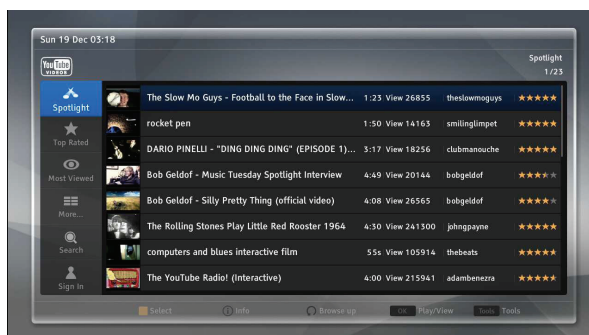 Sun 19 Dec 03:18
YouTube
VIDEOS
Spotlight
1/23
Spotlight
Top Rated
Most Viewed
More...
Search
Sign In
The Slow Mo Guys - Football to the Face in Slow... 1:23 View 26855 theslowmoguys
rocket pen 1:50 View 14163 smilinglimpet
DARIO PINELLI - "DING DING DING" (EPISODE 1)... 3:17 View 18256 clubmanouche
Bob Geldof - Music Tuesday Spotlight Interview 4:49 View 20144 bobgeldof
Bob Geldof - Silly Pretty Thing (official video) 4:08 View 26565 bobgeldof
The Rolling Stones Play Little Red Rooster 1964 4:30 View 241300 johngpayne
computers and blues interactive film 55s View 105914 thebeats
The YouTube Radio! (Interactive) 4:00 View 215941 adambenezra
Select Info Browse up OK Play/View Tools Tools